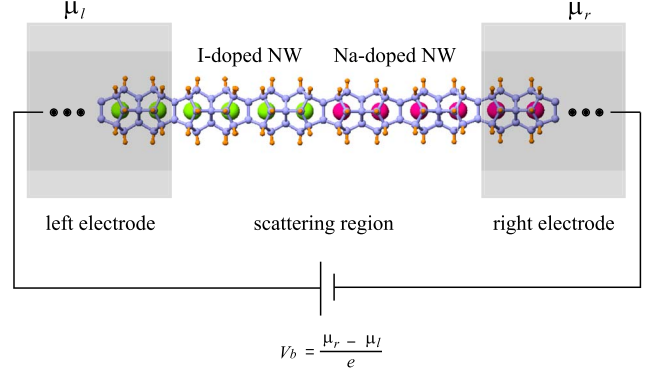 μl μr
I-doped NW Na-doped NW
left electrode scattering region right electrode
Vb = μr − μl / e